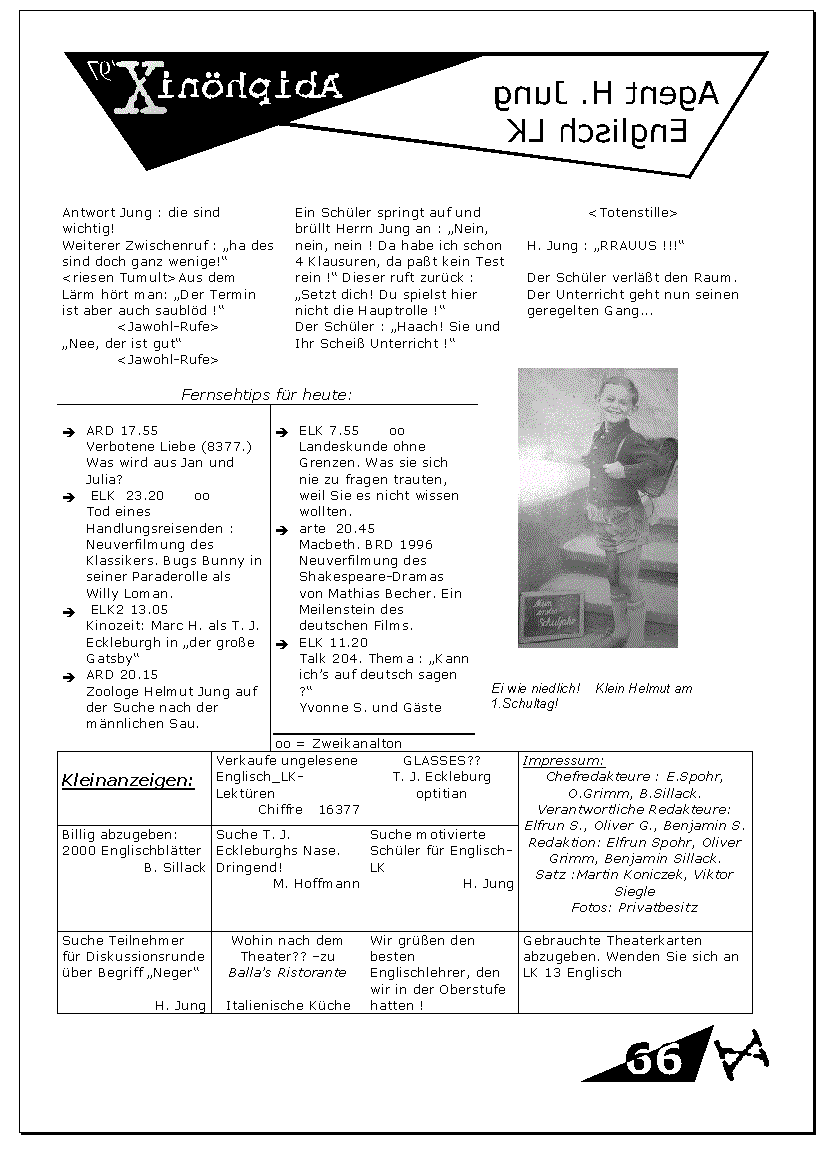 AbiphöniX '97
Agent H. Jung
Englisch LK
Antwort Jung : die sind
wichtig!
Weiterer Zwischenruf : „ha des
sind doch ganz wenige!“
<riesen Tumult>Aus dem
Lärm hört man: „Der Termin
ist aber auch saublöd !“
<Jawohl-Rufe>
„Nee, der ist gut“
<Jawohl-Rufe>
Ein Schüler springt auf und
brüllt Herrn Jung an : „Nein,
nein, nein ! Da habe ich schon
4 Klausuren, da paßt kein Test
rein !“ Dieser ruft zurück :
„Setzt dich! Du spielst hier
nicht die Hauptrolle !“
Der Schüler : „Haach! Sie und
Ihr Scheiß Unterricht !“
<Totenstille>
H. Jung : „RRAUUS !!!“
Der Schüler verläßt den Raum.
Der Unterricht geht nun seinen
geregelten Gang...
Fernsehtips für heute:
➔ ARD 17.55
Verbotene Liebe (8377.)
Was wird aus Jan und
Julia?
➔ ELK 23.20 oo
Tod eines
Handlungsreisenden :
Neuverfilmung des
Klassikers. Bugs Bunny in
seiner Paraderolle als
Willy Loman.
➔ ELK2 13.05
Kinozeit: Marc H. als T. J.
Eckleburgh in „der große
Gatsby“
➔ ARD 20.15
Zoologe Helmut Jung auf
der Suche nach der
männlichen Sau.
➔ ELK 7.55 oo
Landeskunde ohne
Grenzen. Was sie sich
nie zu fragen trauten,
weil Sie es nicht wissen
wollten.
➔ arte 20.45
Macbeth. BRD 1996
Neuverfilmung des
Shakespeare-Dramas
von Mathias Becher. Ein
Meilenstein des
deutschen Films.
➔ ELK 11.20
Talk 204. Thema : „Kann
ich’s auf deutsch sagen
?“
Yvonne S. und Gäste
oo = Zweikanalton
Mein
erstes
Schuljahr
Ei wie niedlich! Klein Helmut am
1.Schultag!
Kleinanzeigen:
Verkaufe ungelesene
Englisch_LK-
Lektüren
Chiffre 16377
GLASSES??
T. J. Eckleburg
optitian
Impressum:
Chefredakteure : E.Spohr,
O.Grimm, B.Sillack.
Verantwortliche Redakteure:
Elfrun S., Oliver G., Benjamin S.
Redaktion: Elfrun Spohr, Oliver
Grimm, Benjamin Sillack.
Satz :Martin Koniczek, Viktor
Siegle
Fotos: Privatbesitz
Billig abzugeben:
2000 Englischblätter
B. Sillack
Suche T. J.
Eckleburghs Nase.
Dringend!
M. Hoffmann
Suche motivierte
Schüler für Englisch-
LK
H. Jung
Suche Teilnehmer
für Diskussionsrunde
über Begriff „Neger“
H. Jung
Wohin nach dem
Theater?? –zu
Balla's Ristorante
Italienische Küche
Wir grüßen den
besten
Englischlehrer, den
wir in der Oberstufe
hatten !
Gebrauchte Theaterkarten
abzugeben. Wenden Sie sich an
LK 13 Englisch
66